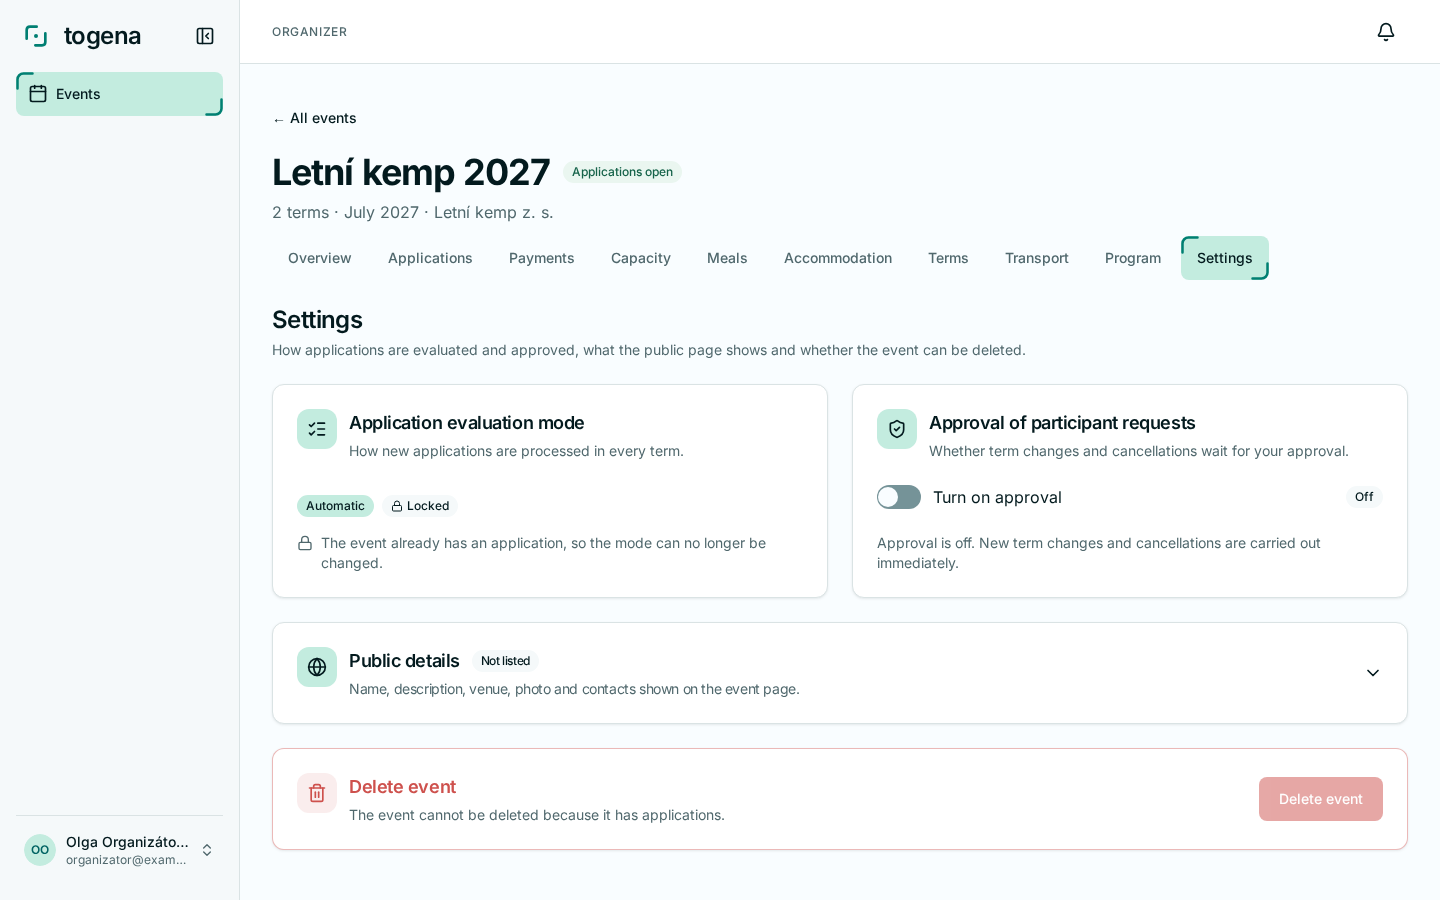 togena
ORGANIZER
Events
← All events
Letní kemp 2027
Applications open
2 terms · July 2027 · Letní kemp z. s.
Overview
Applications
Payments
Capacity
Meals
Accommodation
Terms
Transport
Program
Settings
Settings
How applications are evaluated and approved, what the public page shows and whether the event can be deleted.
Application evaluation mode
How new applications are processed in every term.
Automatic
Locked
The event already has an application, so the mode can no longer be
changed.
Approval of participant requests
Whether term changes and cancellations wait for your approval.
Turn on approval
Off
Approval is off. New term changes and cancellations are carried out
immediately.
Public details
Not listed
Name, description, venue, photo and contacts shown on the event page.
Delete event
The event cannot be deleted because it has applications.
Delete event
OO
Olga Organizáto...
organizator@exam...